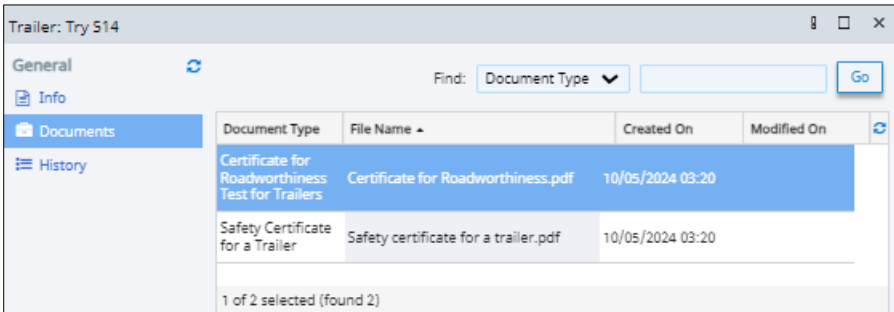 Trailer: Try 514
General
Info
Documents
History
Find: Document Type Go
Document Type File Name Created On Modified On
Certificate for
Roadworthiness Certificate for Roadworthiness.pdf 10/05/2024 03:20
Test for Trailers
Safety Certificate
for a Trailer Safety certificate for a trailer.pdf 10/05/2024 03:20
1 of 2 selected (found 2)